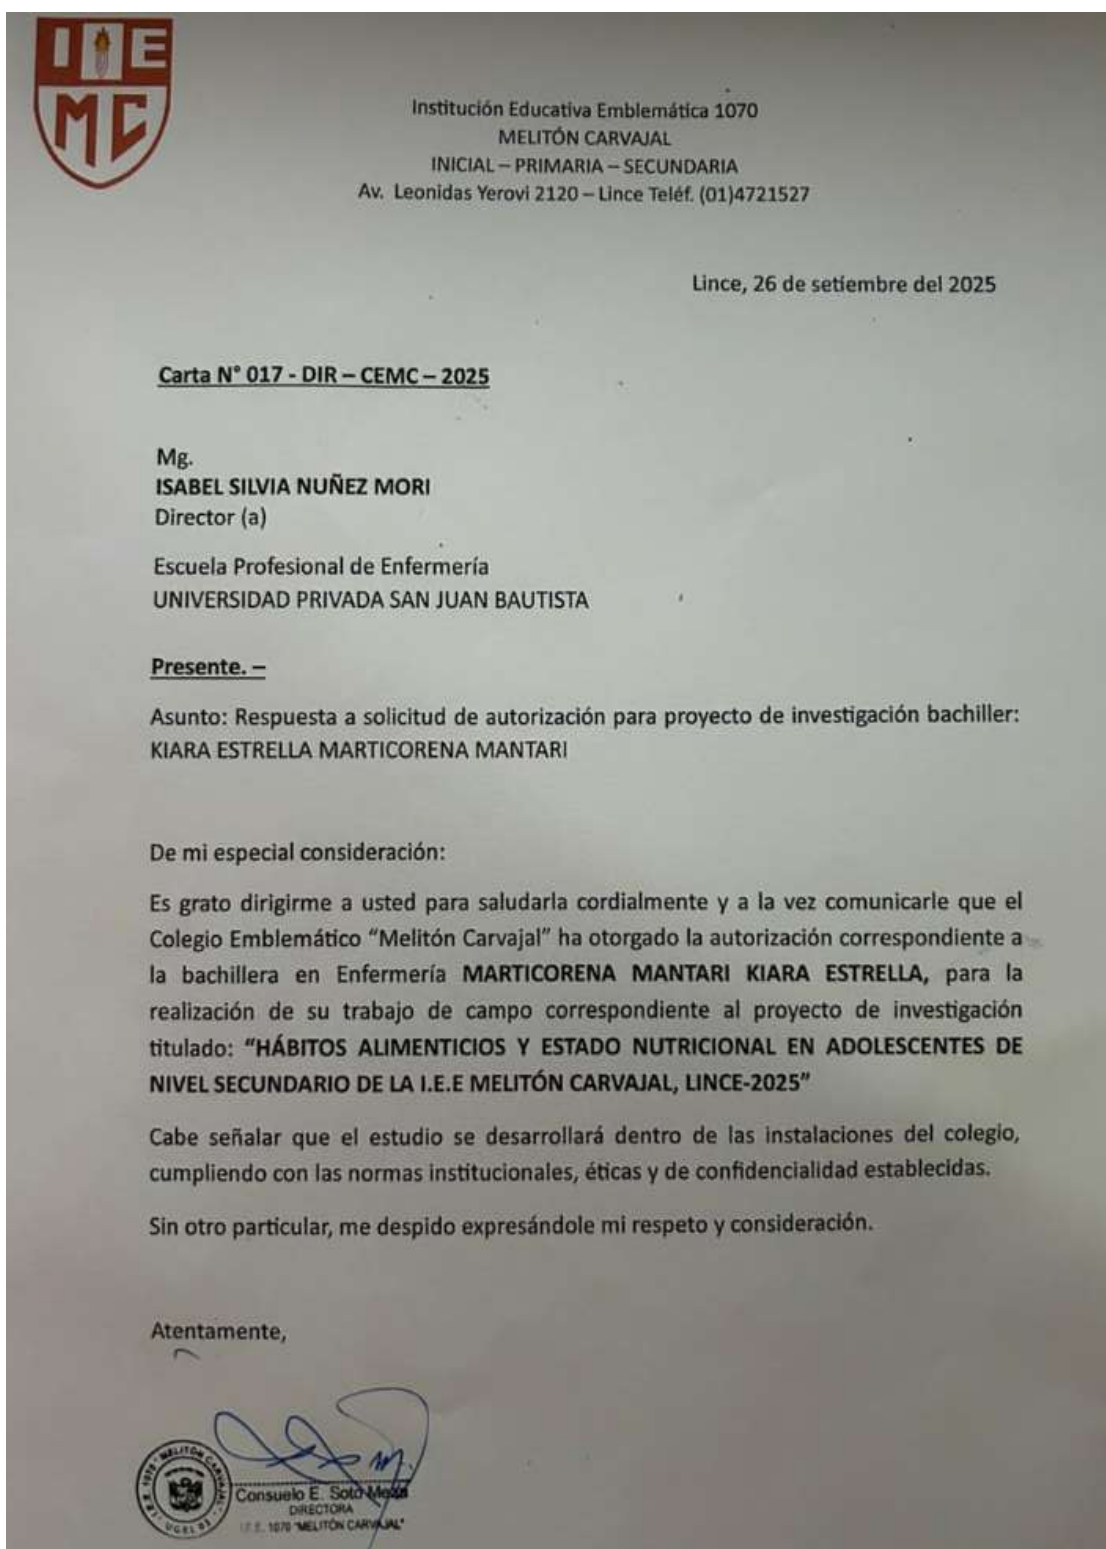 I E
MC
Institución Educativa Emblemática 1070
MELITÓN CARVAJAL
INICIAL – PRIMARIA – SECUNDARIA
Av. Leonidas Yerovi 2120 – Lince Teléf. (01)4721527
Lince, 26 de setiembre del 2025
Carta N° 017 - DIR – CEMC – 2025
Mg.
ISABEL SILVIA NUÑEZ MORI
Director (a)
Escuela Profesional de Enfermería
UNIVERSIDAD PRIVADA SAN JUAN BAUTISTA
Presente. –
Asunto: Respuesta a solicitud de autorización para proyecto de investigación bachiller:
KIARA ESTRELLA MARTICORENA MANTARI
De mi especial consideración:
Es grato dirigirme a usted para saludarla cordialmente y a la vez comunicarle que el
Colegio Emblemático “Melitón Carvajal” ha otorgado la autorización correspondiente a
la bachillera en Enfermería MARTICORENA MANTARI KIARA ESTRELLA, para la
realización de su trabajo de campo correspondiente al proyecto de investigación
titulado: “HÁBITOS ALIMENTICIOS Y ESTADO NUTRICIONAL EN ADOLESCENTES DE
NIVEL SECUNDARIO DE LA I.E.E MELITÓN CARVAJAL, LINCE-2025”
Cabe señalar que el estudio se desarrollará dentro de las instalaciones del colegio,
cumpliendo con las normas institucionales, éticas y de confidencialidad establecidas.
Sin otro particular, me despido expresándole mi respeto y consideración.
Atentamente,
I.E.E. 1070 "MELITÓN CARVAJAL"
UGEL 03
Consuelo E. Soto Mejía
DIRECTORA
I.E.E. 1070 "MELITÓN CARVAJAL"